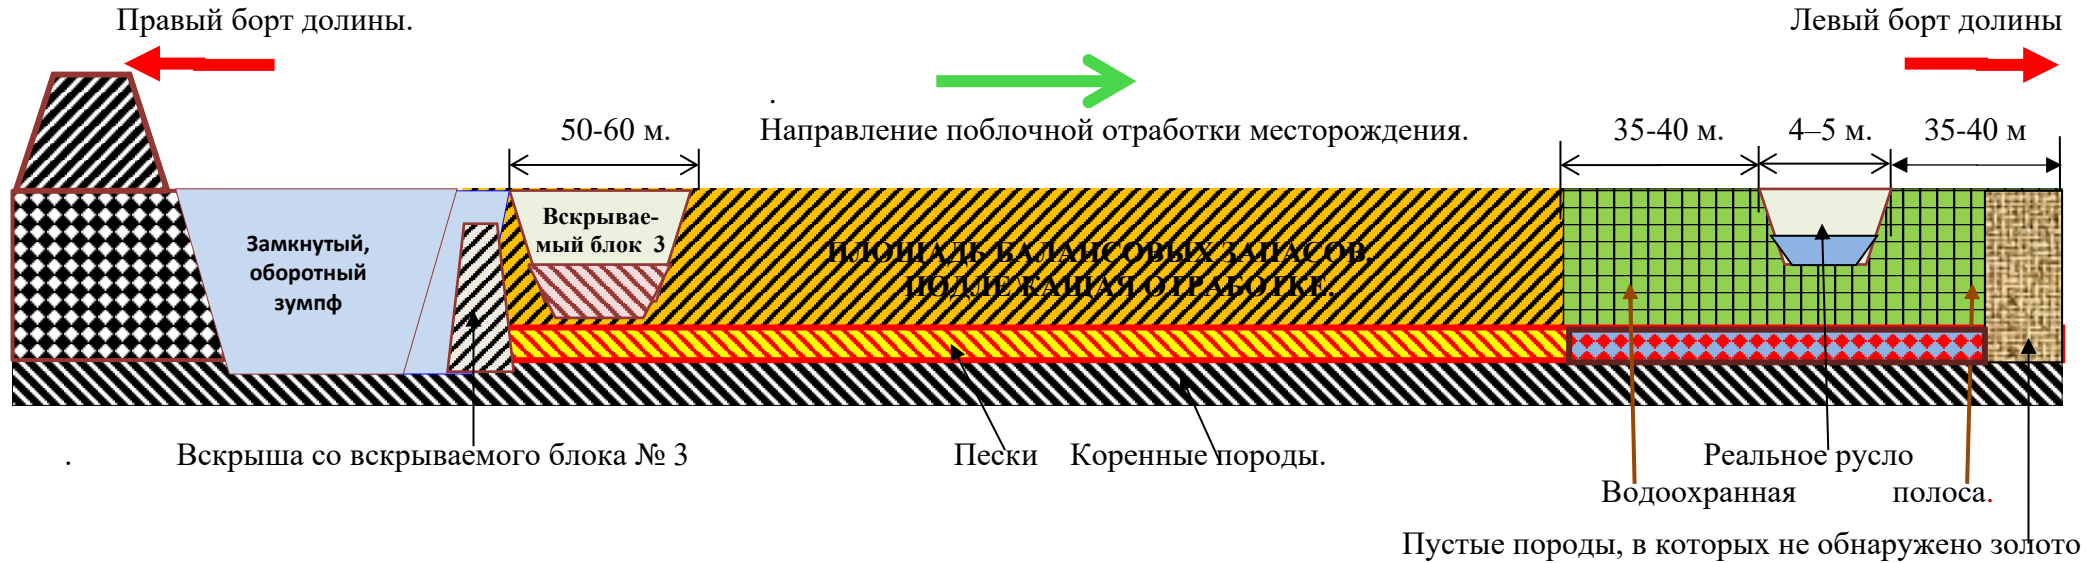 Правый борт долины.
Левый борт долины
.
50-60 м.
Направление поблочной отработки месторождения.
35-40 м.
4–5 м.
35-40 м
Вскрывае-
мый блок 3
Замкнутый,
оборотный
зумпф
ПЛОЩАДЬ БАЛАНСОВЫХ ЗАПАСОВ,
ПОДЛЕЖАЩАЯ ОТРАБОТКЕ.
.
Вскрыша со вскрываемого блока № 3
Пески
Коренные породы.
Реальное русло
Водоохранная полоса.
Пустые породы, в которых не обнаружено золото